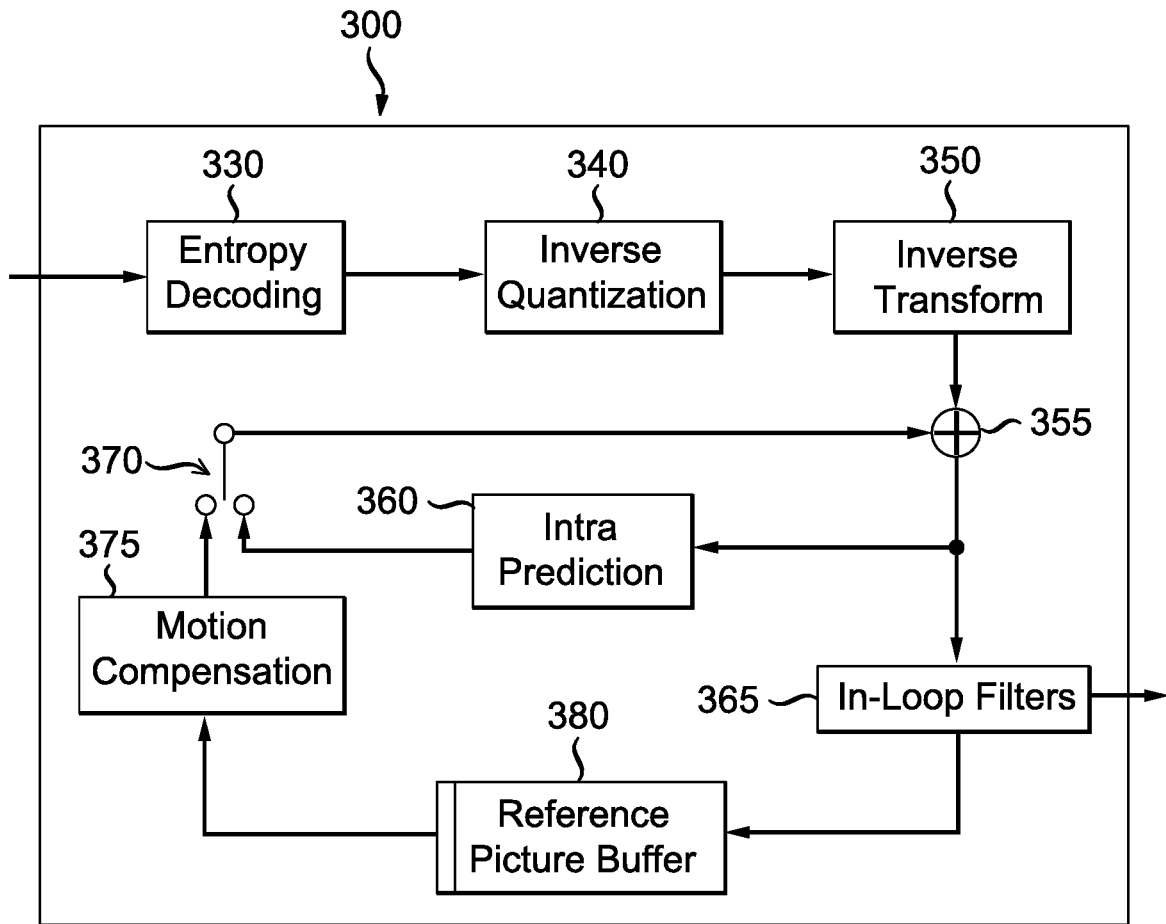 300
330
340
350
Entropy
Decoding
Inverse
Quantization
Inverse
Transform
355
370
360
Intra
Prediction
375
Motion
Compensation
365
In-Loop Filters
380
Reference
Picture Buffer